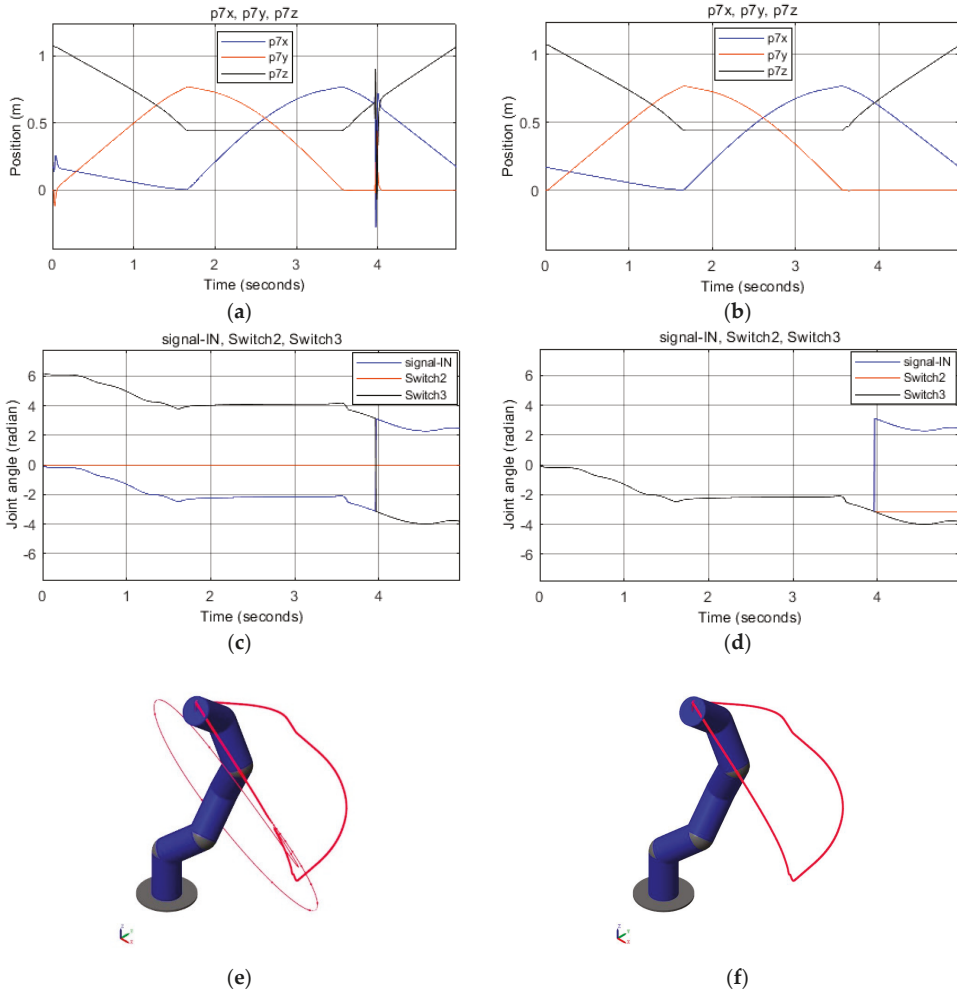 p7x, p7y, p7z
p7x
p7y
p7z
1
0.5
0
Position (m)
0 1 2 3 4
Time (seconds)
(a)
p7x, p7y, p7z
p7x
p7y
p7z
1
0.5
0
Position (m)
0 1 2 3 4
Time (seconds)
(b)
signal-IN, Switch2, Switch3
signal-IN
Switch2
Switch3
6
4
2
0
-2
-4
-6
Joint angle (radian)
0 1 2 3 4
Time (seconds)
(c)
signal-IN, Switch2, Switch3
signal-IN
Switch2
Switch3
6
4
2
0
-2
-4
-6
Joint angle (radian)
0 1 2 3 4
Time (seconds)
(d)
(e)
(f)